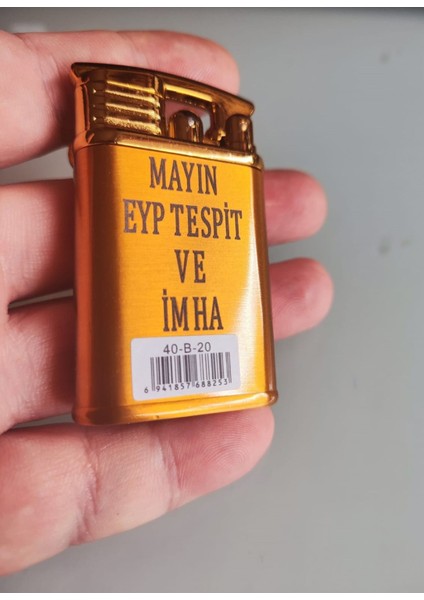 MAYIN
EYP TESPİT
VE
İMHA
40-B-20
6 941857 688253